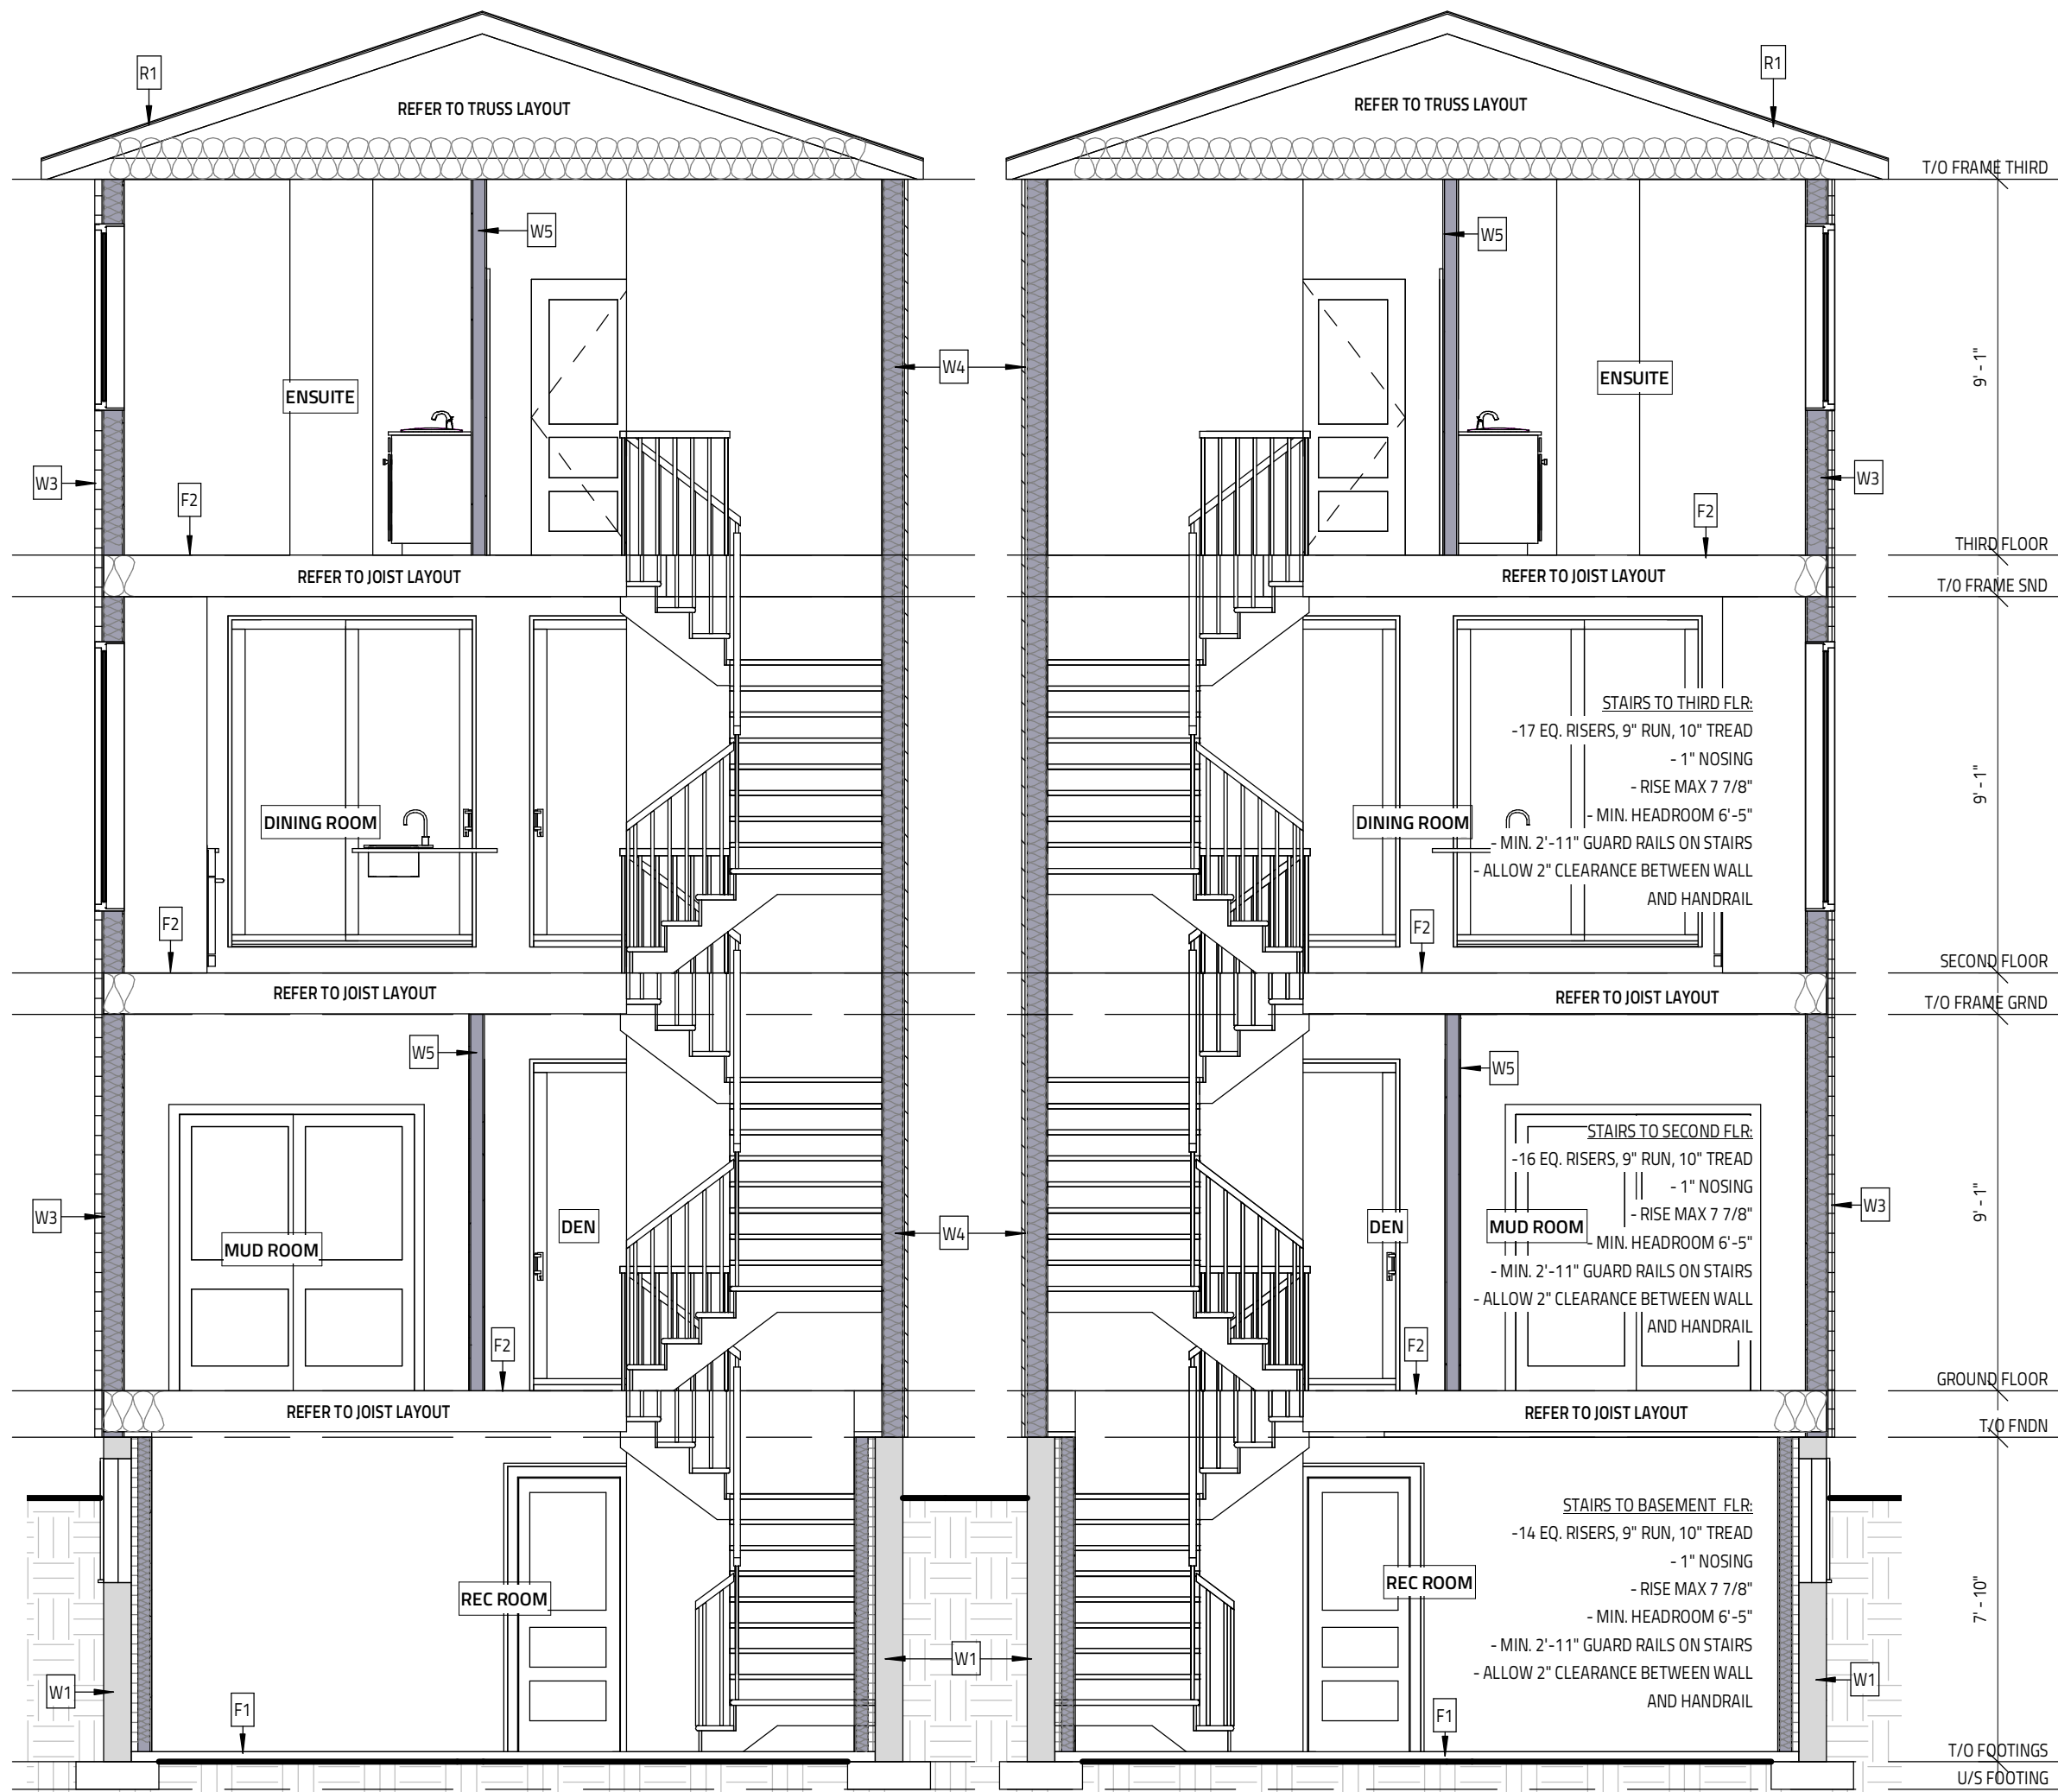 R1
R1
REFER TO TRUSS LAYOUT
REFER TO TRUSS LAYOUT
T/O FRAME THIRD
W5
W5
W4
9' - 1"
ENSUITE
ENSUITE
W3
W3
F2
F2
THIRD FLOOR
REFER TO JOIST LAYOUT
REFER TO JOIST LAYOUT
T/O FRAME SND
STAIRS TO THIRD FLR:
-17 EQ. RISERS, 9" RUN, 10" TREAD
- 1" NOSING
- RISE MAX 7 7/8"
- MIN. HEADROOM 6'-5"
- MIN. 2'-11" GUARD RAILS ON STAIRS
- ALLOW 2" CLEARANCE BETWEEN WALL
AND HANDRAIL
9' - 1"
DINING ROOM
DINING ROOM
F2
F2
SECOND FLOOR
REFER TO JOIST LAYOUT
REFER TO JOIST LAYOUT
T/O FRAME GRND
W5
W5
STAIRS TO SECOND FLR:
-16 EQ. RISERS, 9" RUN, 10" TREAD
- 1" NOSING
- RISE MAX 7 7/8"
- MIN. HEADROOM 6'-5"
- MIN. 2'-11" GUARD RAILS ON STAIRS
- ALLOW 2" CLEARANCE BETWEEN WALL
AND HANDRAIL
9' - 1"
W3
W3
MUD ROOM
DEN
W4
DEN
MUD ROOM
F2
F2
GROUND FLOOR
REFER TO JOIST LAYOUT
REFER TO JOIST LAYOUT
T/O FNDN
STAIRS TO BASEMENT FLR:
-14 EQ. RISERS, 9" RUN, 10" TREAD
- 1" NOSING
- RISE MAX 7 7/8"
- MIN. HEADROOM 6'-5"
- MIN. 2'-11" GUARD RAILS ON STAIRS
- ALLOW 2" CLEARANCE BETWEEN WALL
AND HANDRAIL
7' - 10"
REC ROOM
REC ROOM
W1
W1
W1
F1
F1
T/O FOOTINGS
U/S FOOTING